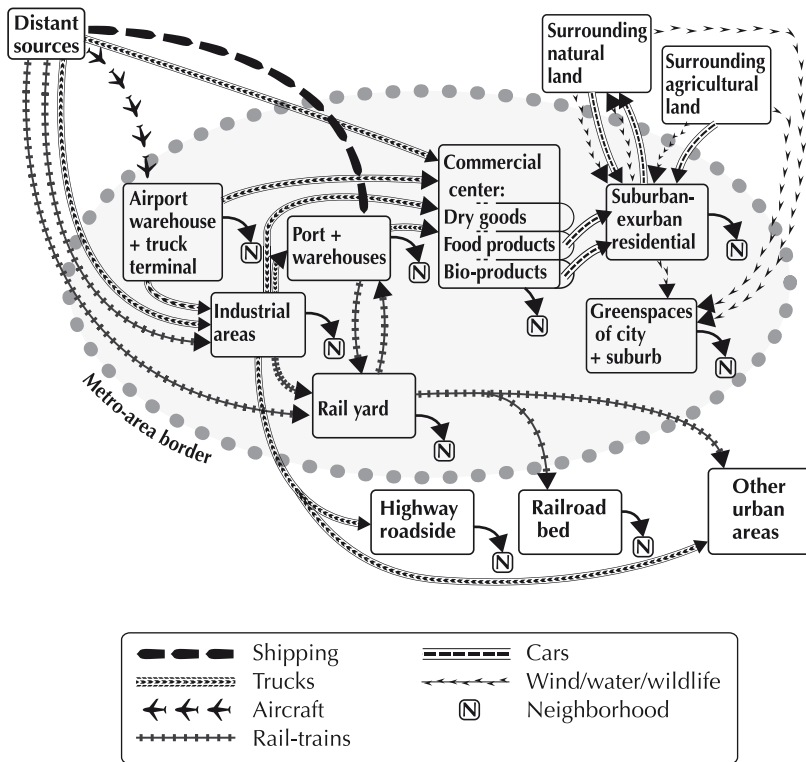 Distant
sources
Surrounding
natural
land
Surrounding
agricultural
land
Airport
warehouse
+ truck
terminal
N
Port +
warehouses
N
Commercial
center:
Dry goods
Food products
Bio-products
N
Suburban-
exurban
residential
N
Industrial
areas
N
Greenspaces
of city
+ suburb
N
Rail yard
N
Metro-area border
Highway
roadside
N
Railroad
bed
N
Other
urban
areas
Shipping
Trucks
Aircraft
Rail-trains
Cars
Wind/water/wildlife
N Neighborhood